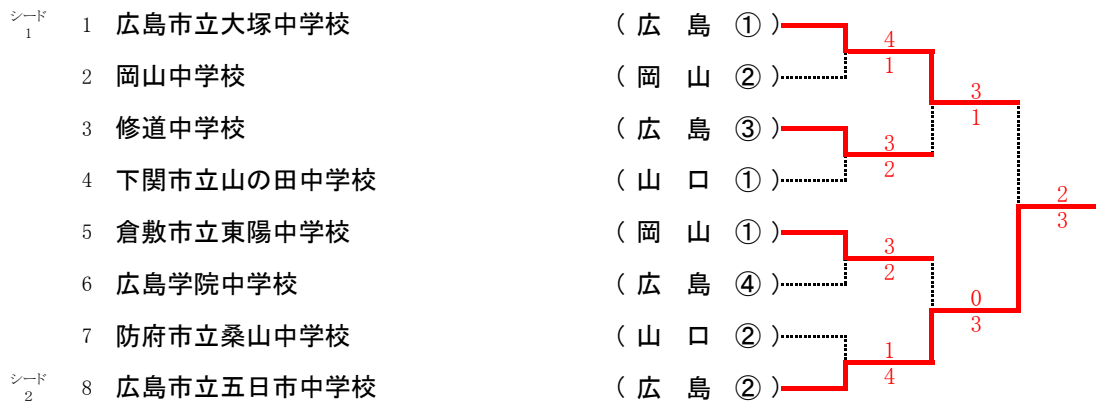 シード
1
1 広島市立大塚中学校 ( 広 島 ① )
2 岡山中学校 ( 岡 山 ② )
3 修道中学校 ( 広 島 ③ )
4 下関市立山の田中学校 ( 山 口 ① )
5 倉敷市立東陽中学校 ( 岡 山 ① )
6 広島学院中学校 ( 広 島 ④ )
7 防府市立桑山中学校 ( 山 口 ② )
シード
2
8 広島市立五日市中学校 ( 広 島 ② )
4
1
3
2
3
2
1
4
3
1
0
3
2
3